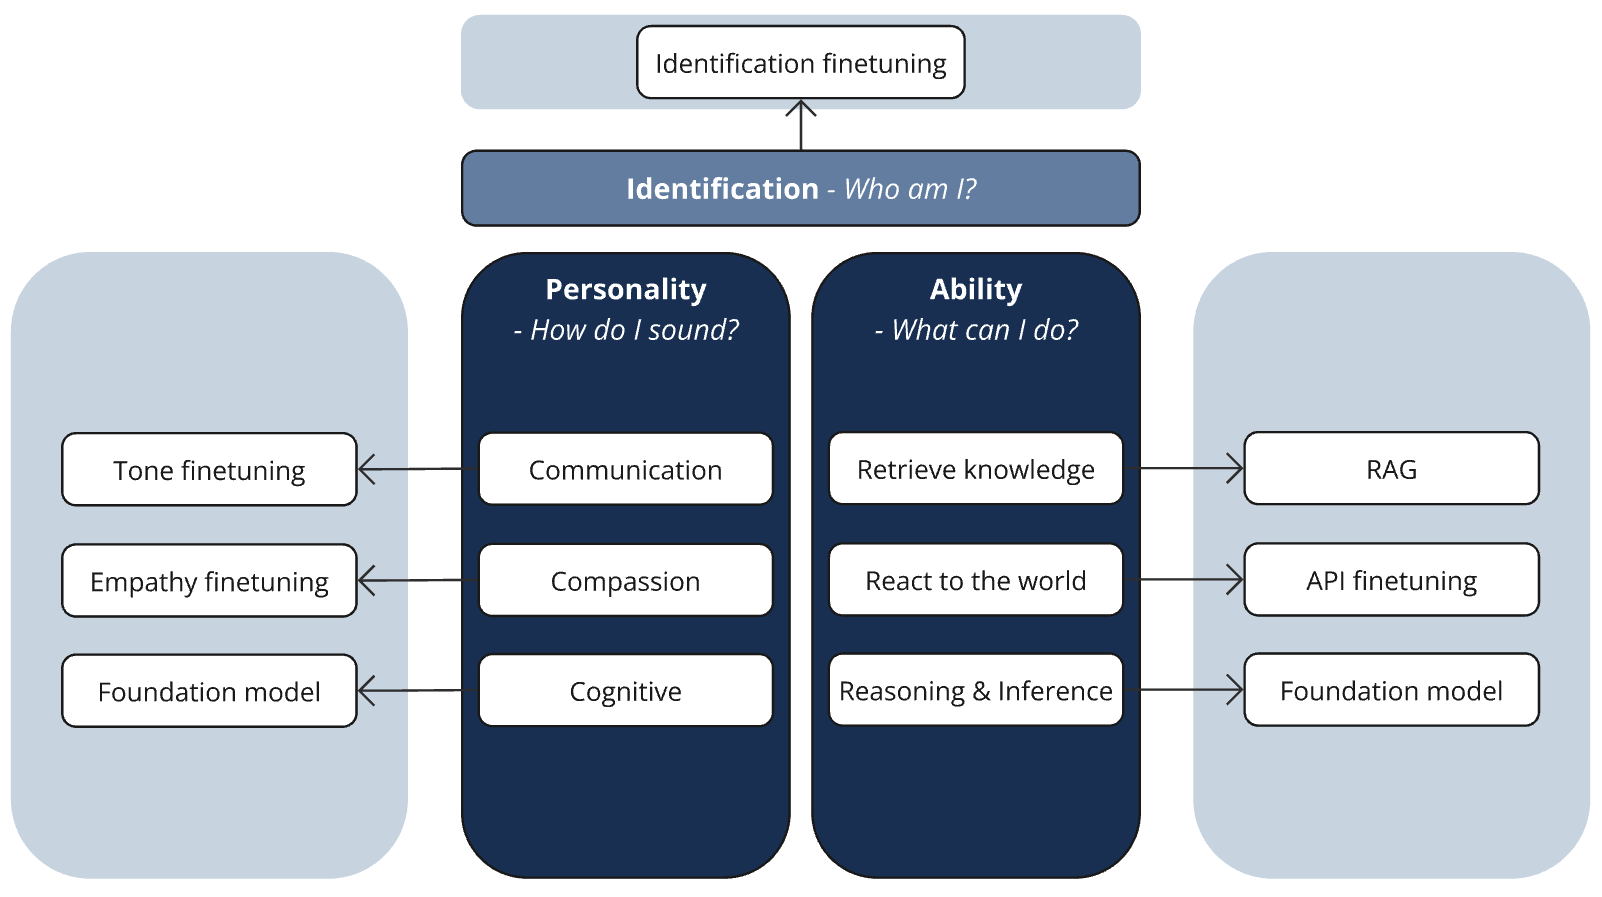 Identification finetuning
Identification - Who am I?
Personality
- How do I sound?
Ability
- What can I do?
Tone finetuning
Communication
Retrieve knowledge
RAG
Empathy finetuning
Compassion
React to the world
API finetuning
Foundation model
Cognitive
Reasoning & Inference
Foundation model